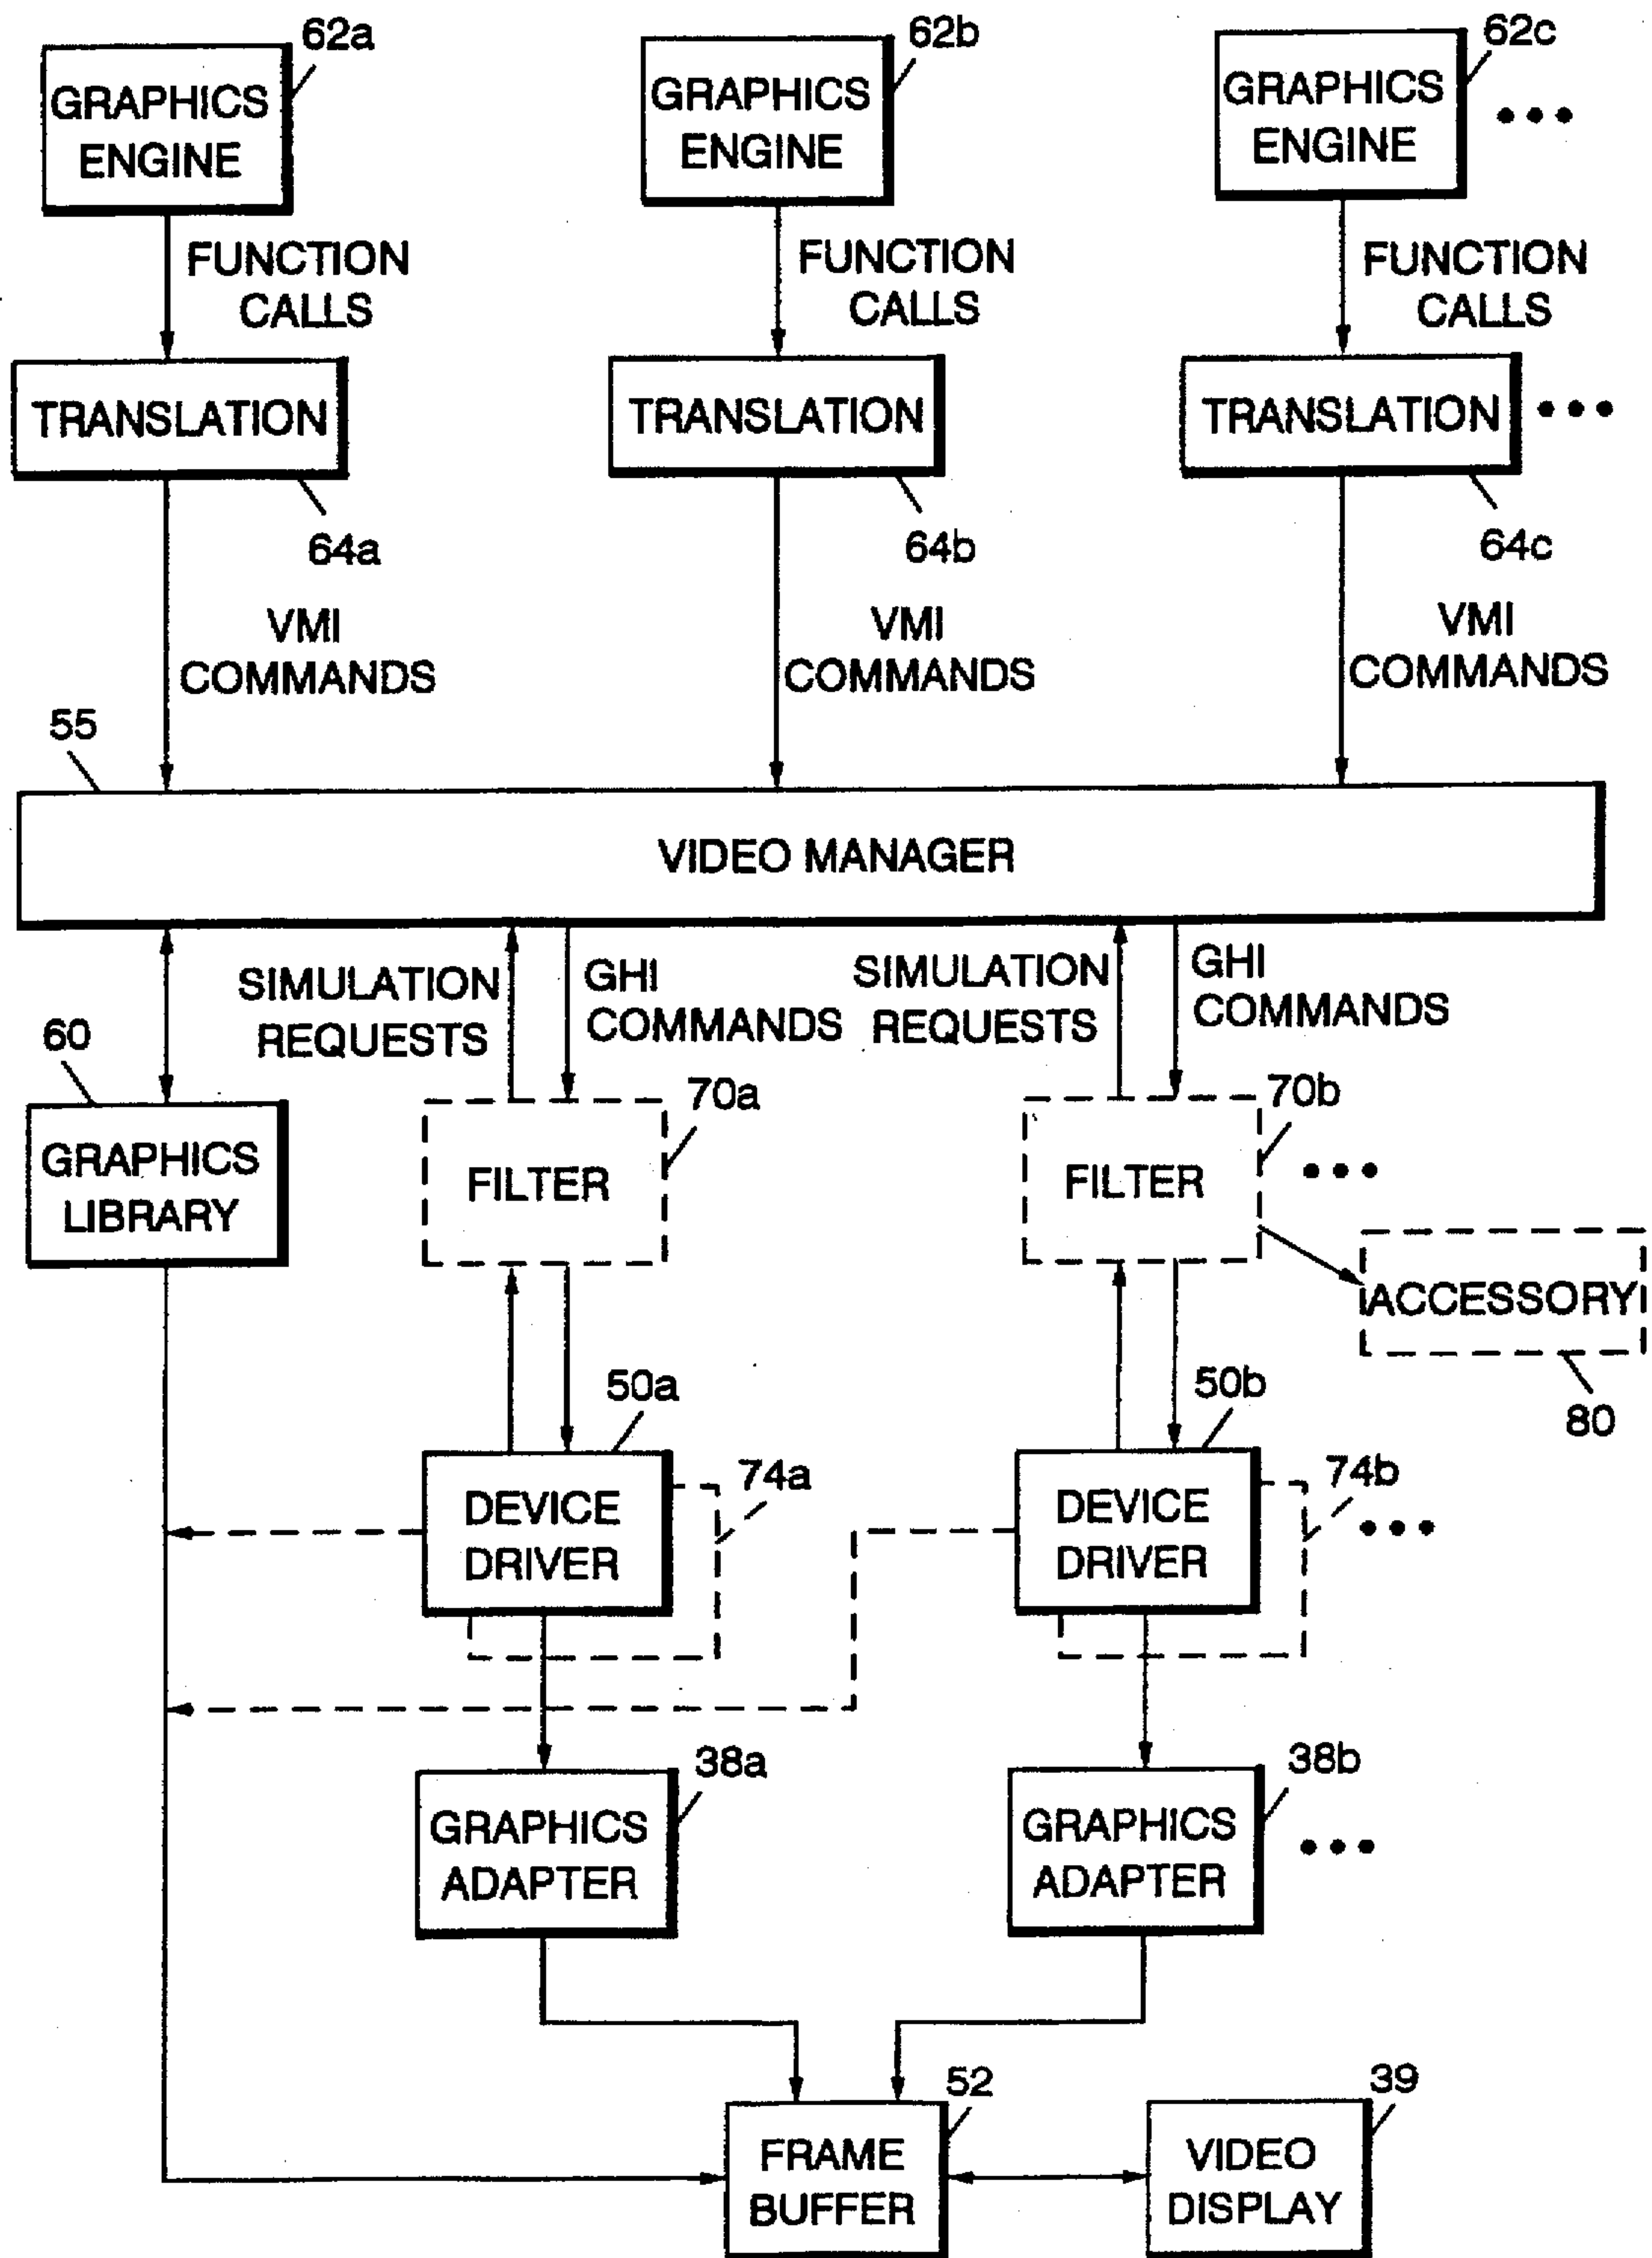 62a
62b
62c
GRAPHICS
ENGINE
GRAPHICS
ENGINE
GRAPHICS
ENGINE
•••
FUNCTION
CALLS
FUNCTION
CALLS
FUNCTION
CALLS
TRANSLATION
TRANSLATION
TRANSLATION
•••
64a
64b
64c
VMI
COMMANDS
VMI
COMMANDS
VMI
COMMANDS
55
VIDEO MANAGER
SIMULATION
REQUESTS
GHI
COMMANDS
SIMULATION
REQUESTS
GHI
COMMANDS
60
70a
70b
GRAPHICS
LIBRARY
FILTER
FILTER
•••
ACCESSORY
80
50a
50b
74a
74b
DEVICE
DRIVER
DEVICE
DRIVER
•••
38a
38b
GRAPHICS
ADAPTER
GRAPHICS
ADAPTER
•••
52
39
FRAME
BUFFER
VIDEO
DISPLAY